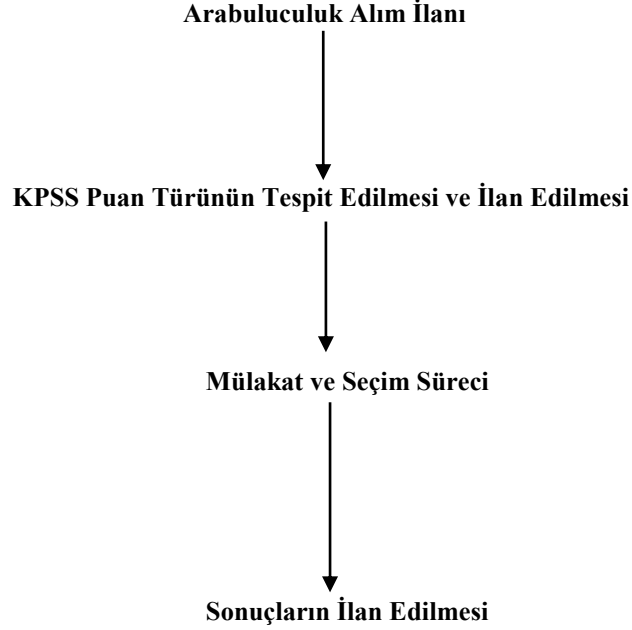 Arabuluculuk Alım İlanı
KPSS Puan Türünün Tespit Edilmesi ve İlan Edilmesi
Mülakat ve Seçim Süreci
Sonuçların İlan Edilmesi